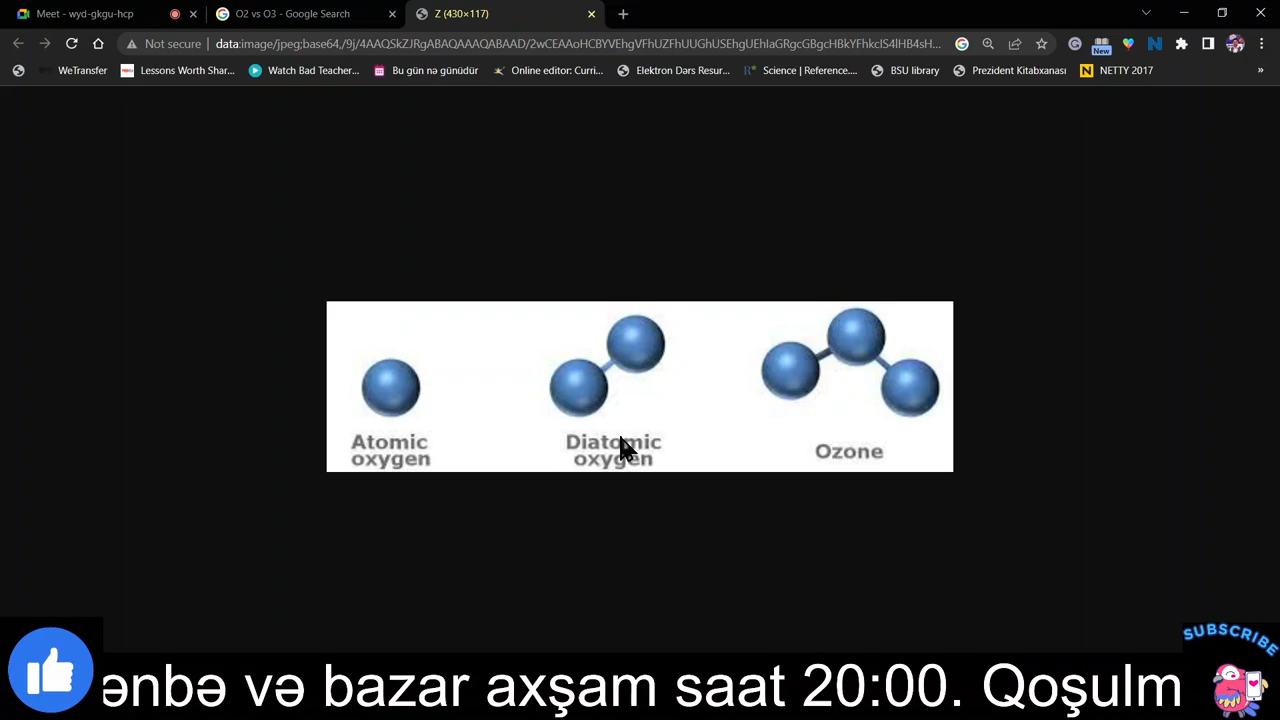 Meet - wyd-gkgu-hcp
O2 vs O3 - Google Search
Z (430×117)
Not secure
data:image/jpeg;base64,/9j/4AAQSkZJRgABAQAAAQABAAD/2wCEAAoHCBYVEhgVFhUZFhUUGhUSEhgUEhIaGRgcGBgcHBkYFhkcIS4lHB4sH...
New
WeTransfer
Lessons Worth Shar...
Watch Bad Teacher...
Bu gün nə günüdür
Online editor: Curri...
Elektron Dərs Resur...
Science | Reference....
BSU library
Prezident Kitabxanası
NETTY 2017
»
Atomic
oxygen
Diatomic
oxygen
Ozone
SUBSCRIBE
ənbə və bazar axşam saat 20:00. Qoşulm